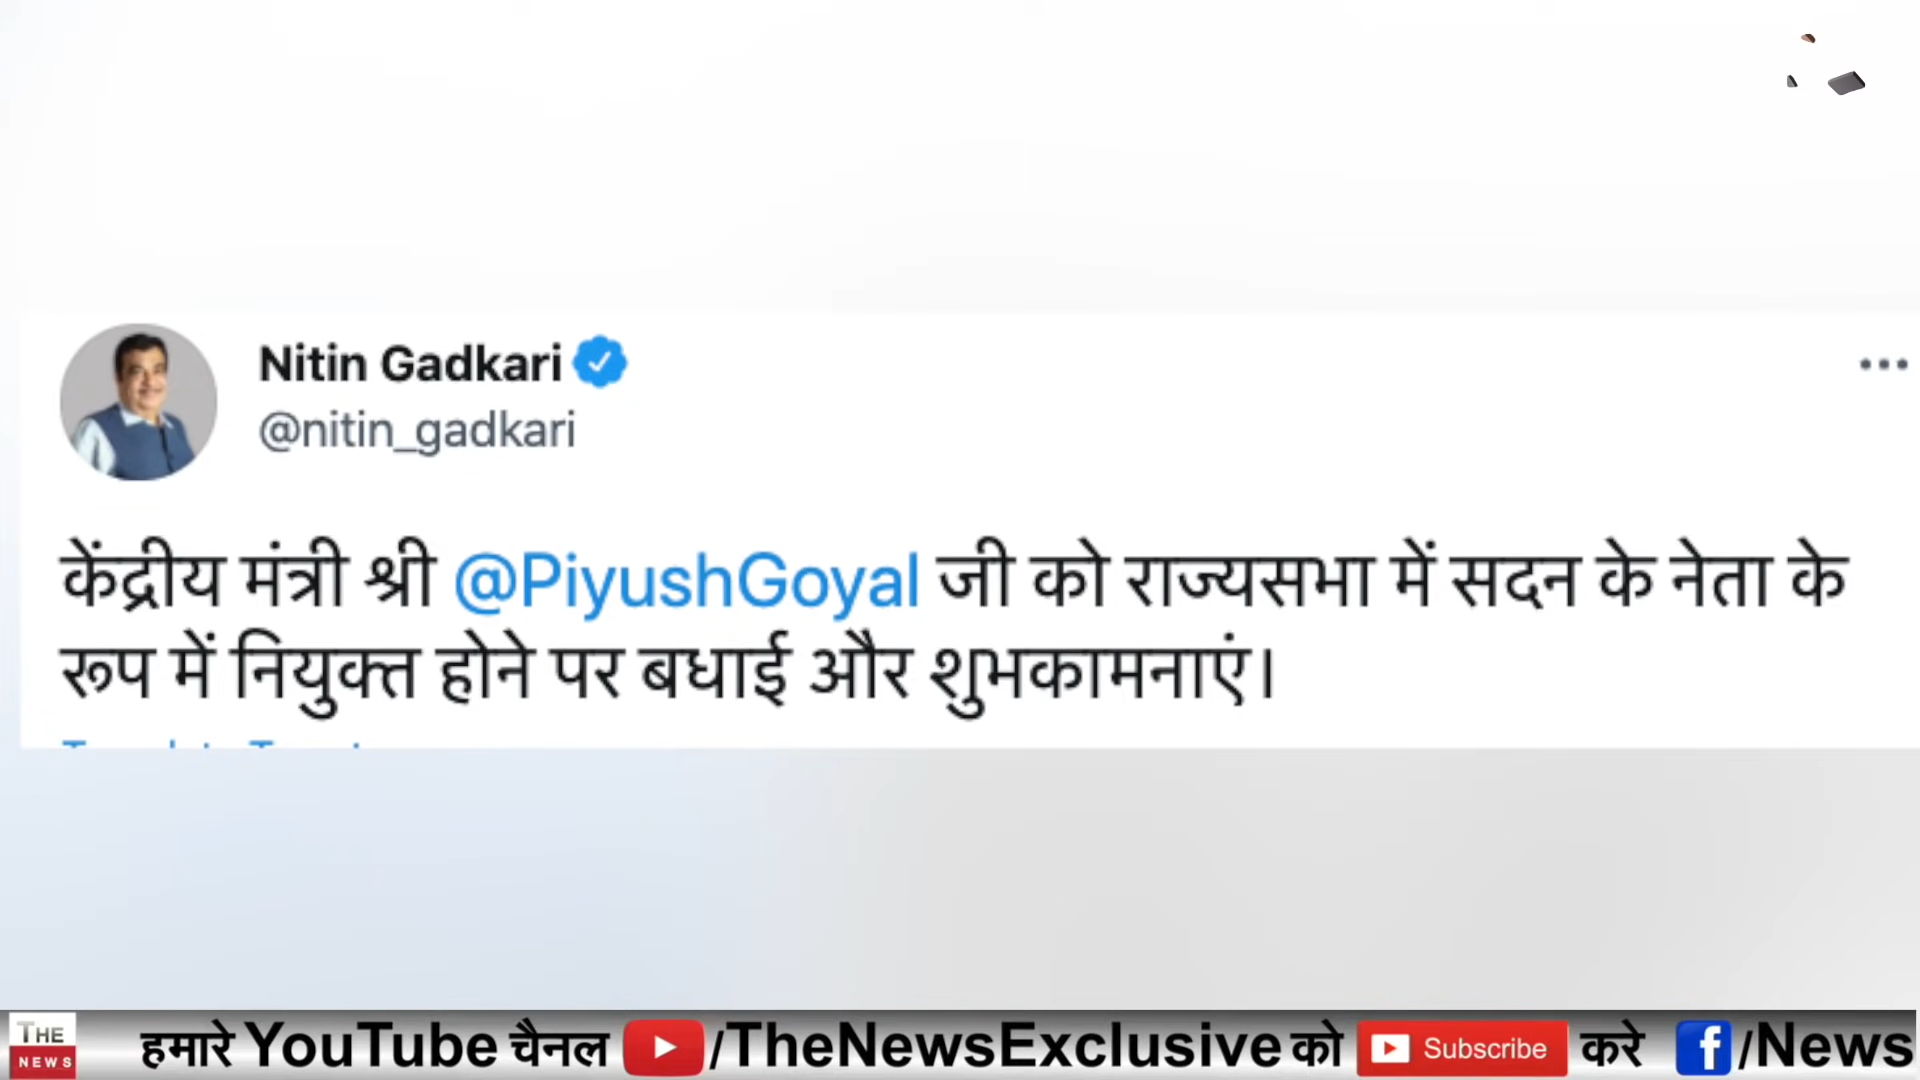 Nitin Gadkari
@nitin_gadkari
केंद्रीय मंत्री श्री @PiyushGoyal जी को राज्यसभा में सदन के नेता के
रूप में नियुक्त होने पर बधाई और शुभकामनाएं।
THE
NEWS
हमारे YouTube चैनल /TheNewsExclusive को Subscribe करे /News